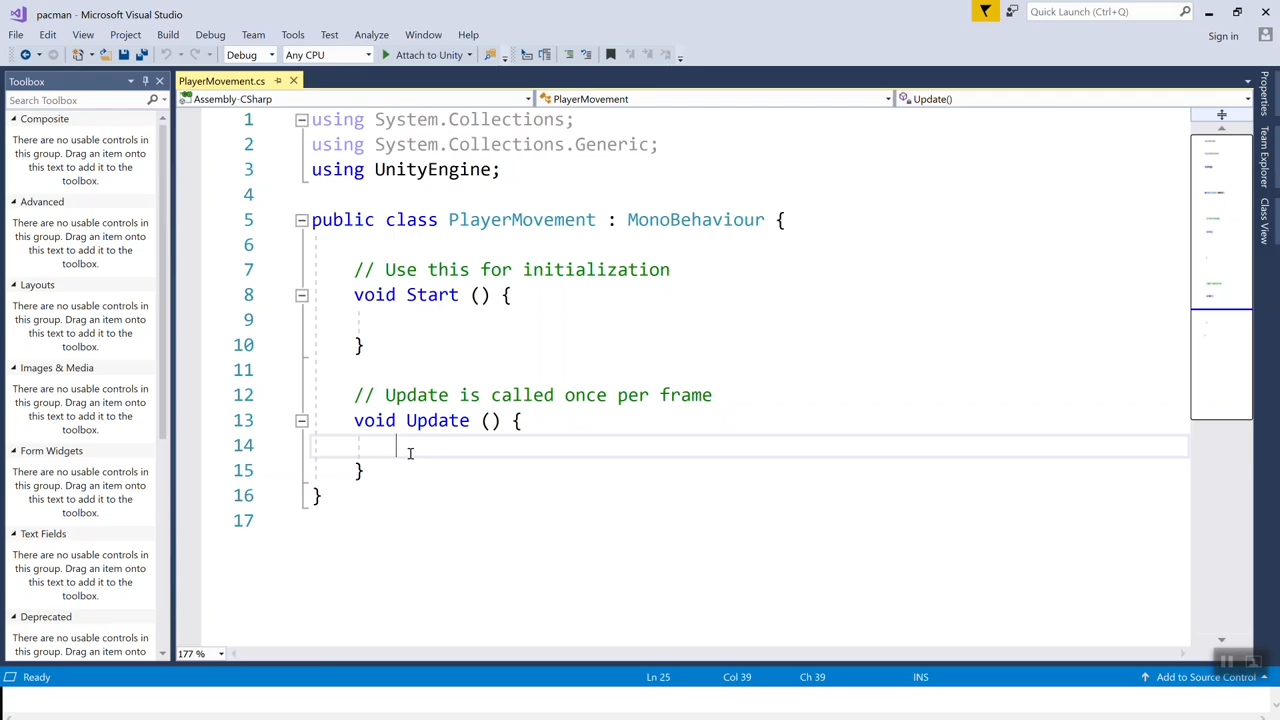 pacman - Microsoft Visual Studio
Quick Launch (Ctrl+Q)
File Edit View Project Build Debug Team Tools Test Analyze Window Help
Sign in
Debug Any CPU Attach to Unity
Toolbox
PlayerMovement.cs
Search Toolbox
Assembly-CSharp PlayerMovement Update()
Composite
There are no usable controls in this group. Drag an item onto this text to add it to the toolbox.
Advanced
There are no usable controls in this group. Drag an item onto this text to add it to the toolbox.
Layouts
There are no usable controls in this group. Drag an item onto this text to add it to the toolbox.
Images & Media
There are no usable controls in this group. Drag an item onto this text to add it to the toolbox.
Form Widgets
There are no usable controls in this group. Drag an item onto this text to add it to the toolbox.
Text Fields
There are no usable controls in this group. Drag an item onto this text to add it to the toolbox.
Deprecated
There are no usable controls in this group. Drag an item onto
1 using System.Collections;
2 using System.Collections.Generic;
3 using UnityEngine;
4
5 public class PlayerMovement : MonoBehaviour {
6
7 // Use this for initialization
8 void Start () {
9
10 }
11
12 // Update is called once per frame
13 void Update () {
14
15 }
16 }
17
Properties
Team Explorer
Class View
177 %
Ready Ln 25 Col 39 Ch 39 INS Add to Source Control